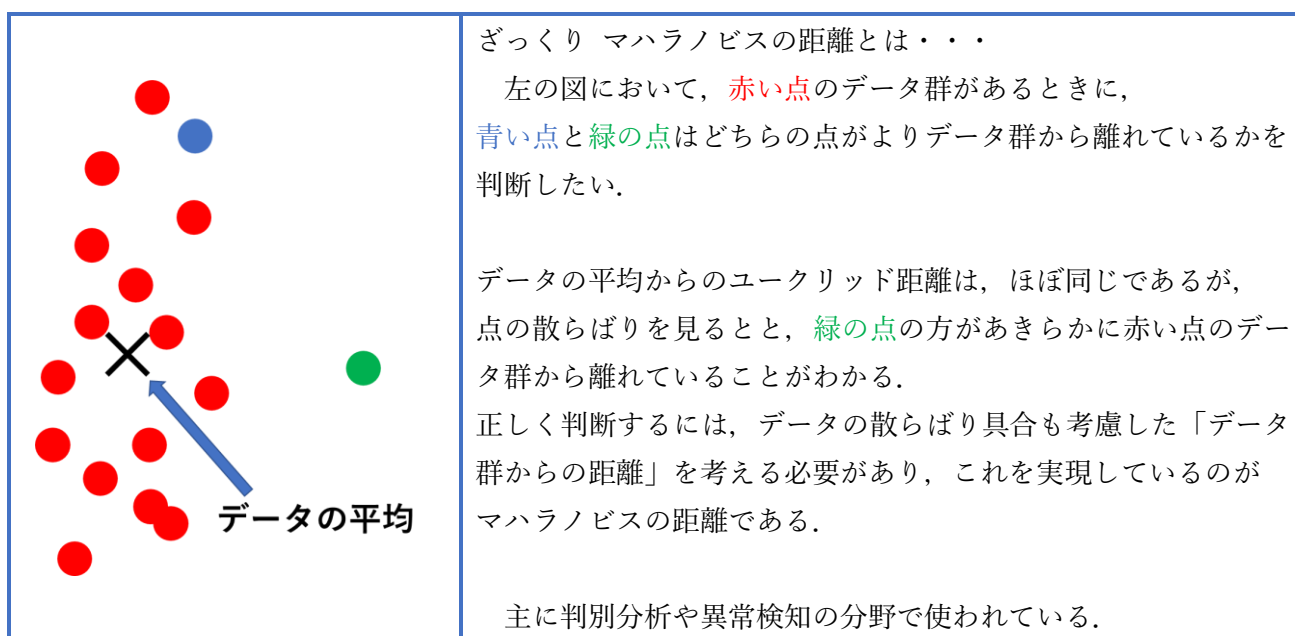 ざっくり マハラノビスの距離とは・・・
左の図において，赤い点のデータ群があるときに，
青い点と緑の点はどちらの点がよりデータ群から離れているかを
判断したい．
データの平均からのユークリッド距離は，ほぼ同じであるが，
点の散らばりを見るとと，緑の点の方があきらかに赤い点のデー
タ群から離れていることがわかる．
正しく判断するには，データの散らばり具合も考慮した「データ
群からの距離」を考える必要があり，これを実現しているのが
マハラノビスの距離である．
主に判別分析や異常検知の分野で使われている．
データの平均